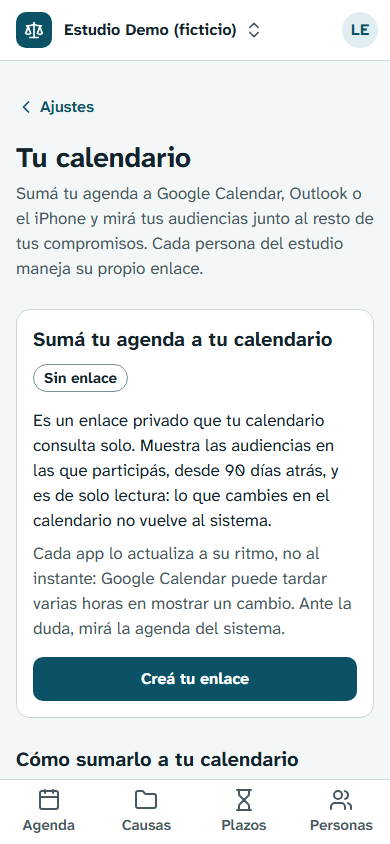 Estudio Demo (ficticio)
LE
Ajustes
Tu calendario
Sumá tu agenda a Google Calendar, Outlook o
el iPhone y mirá tus audiencias junto al resto de
tus compromisos. Cada persona del estudio
maneja su propio enlace.
Sumá tu agenda a tu calendario
Sin enlace
Es un enlace privado que tu calendario
consulta solo. Muestra las audiencias en
las que participás, desde 90 días atrás, y
es de solo lectura: lo que cambies en el
calendario no vuelve al sistema.
Cada app lo actualiza a su ritmo, no al
instante: Google Calendar puede tardar
varias horas en mostrar un cambio. Ante la
duda, mirá la agenda del sistema.
Creá tu enlace
Cómo sumarlo a tu calendario
Agenda
Causas
Plazos
Personas